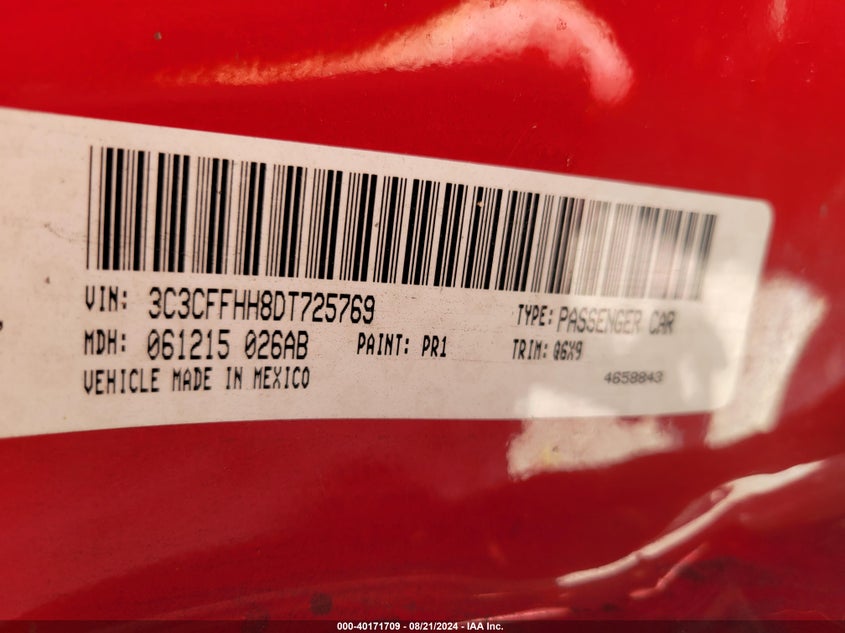 VIN: 3C3CFFHH8DT725769 TYPE: PASSENGER CAR
MDH: 061215 026AB PAINT: PR1 TRIM: Q6X9
VEHICLE MADE IN MEXICO 4658843
000-40171709 - 08/21/2024 - IAA Inc.